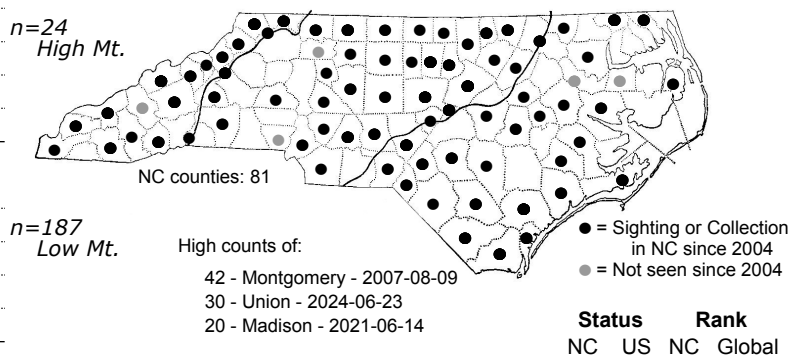 n=24
High Mt.
NC counties: 81
n=187
Low Mt.
High counts of:
42 - Montgomery - 2007-08-09
30 - Union - 2024-06-23
20 - Madison - 2021-06-14
● = Sighting or Collection
in NC since 2004
● = Not seen since 2004
Status Rank
NC US NC Global